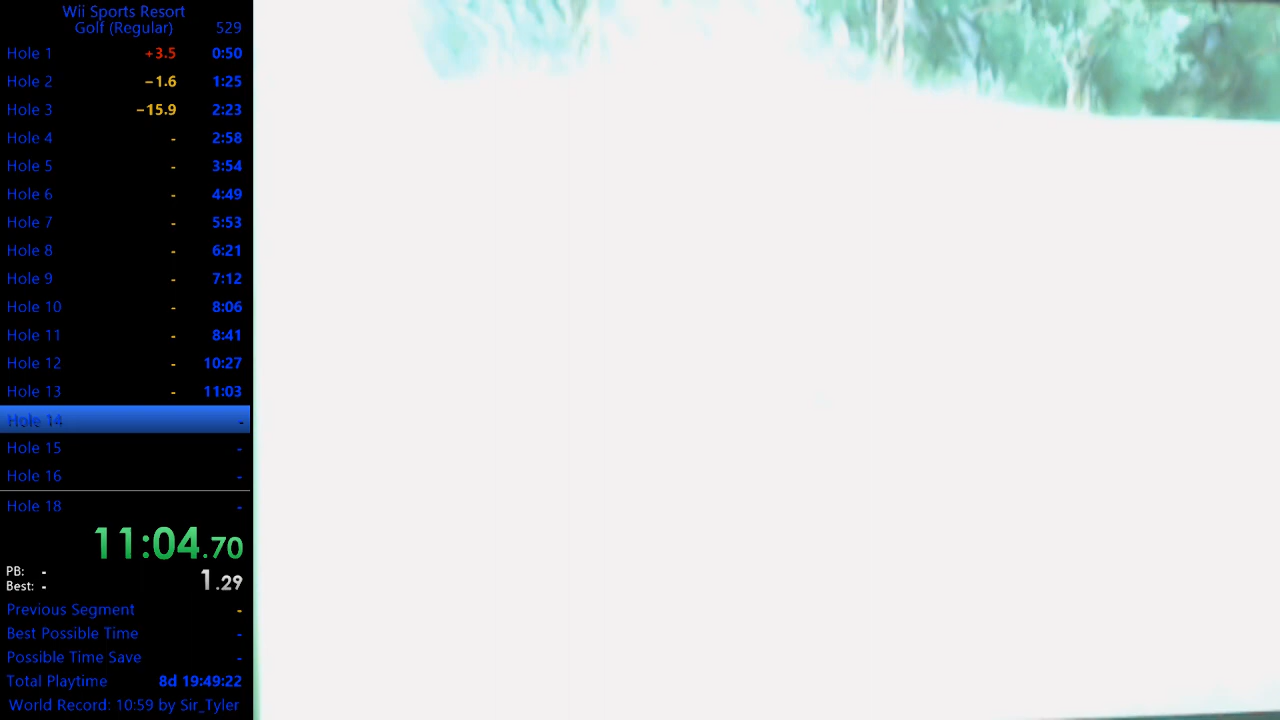 Wii Sports Resort
Golf (Regular) 529
Hole 1 +3.5 0:50
Hole 2 −1.6 1:25
Hole 3 −15.9 2:23
Hole 4 - 2:58
Hole 5 - 3:54
Hole 6 - 4:49
Hole 7 - 5:53
Hole 8 - 6:21
Hole 9 - 7:12
Hole 10 - 8:06
Hole 11 - 8:41
Hole 12 - 10:27
Hole 13 - 11:03
Hole 14 -
Hole 15 -
Hole 16 -
Hole 18 -
11:04.70
PB: - 1.29
Best: -
Previous Segment -
Best Possible Time -
Possible Time Save -
Total Playtime 8d 19:49:22
World Record: 10:59 by Sir_Tyler